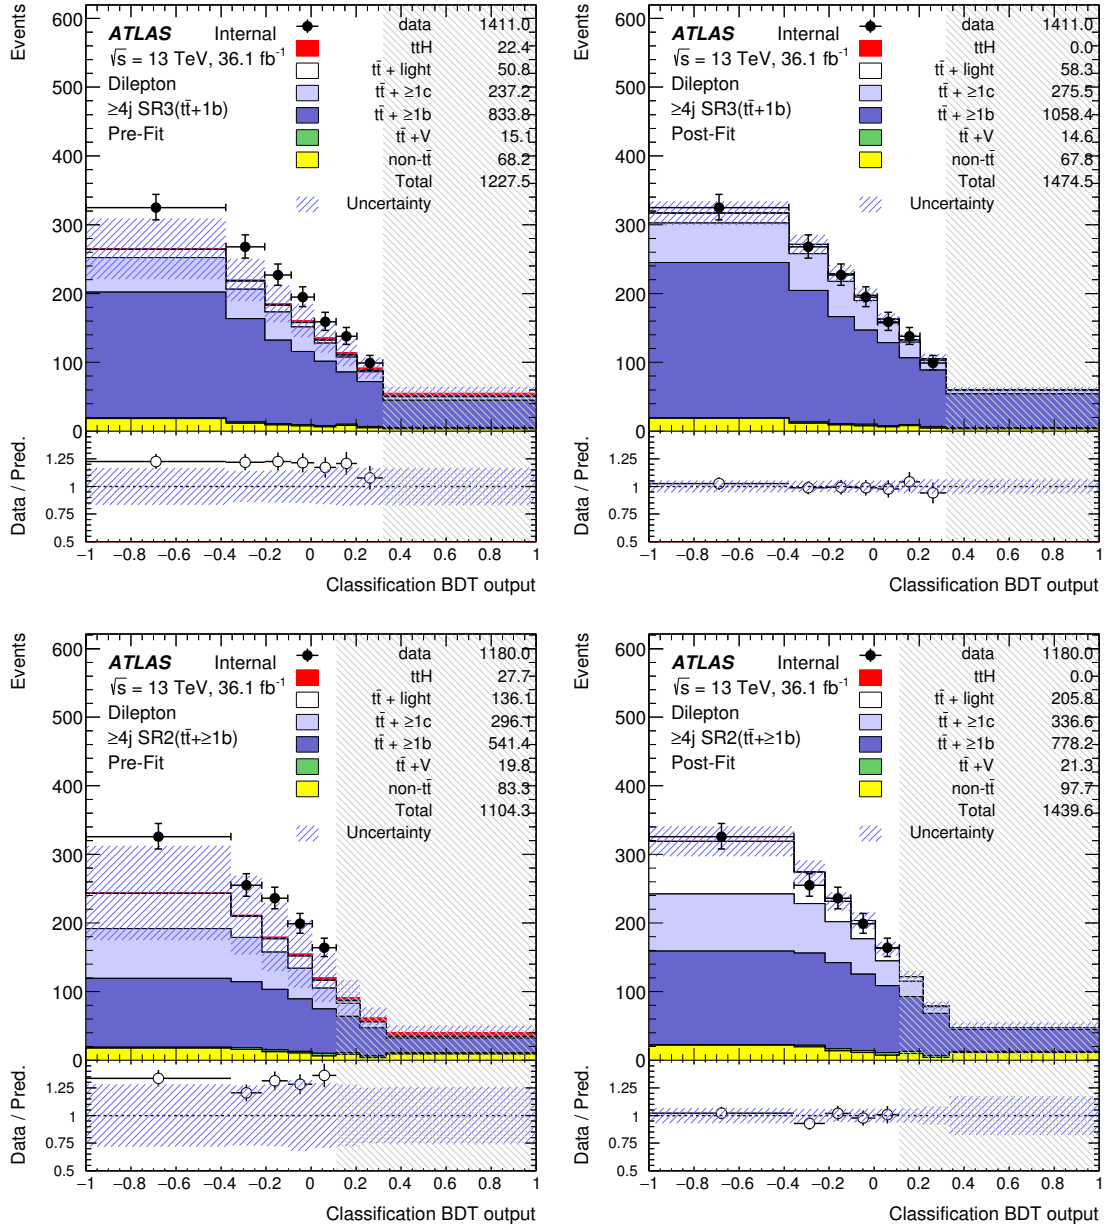 Events
600
500
400
300
200
100
0
ATLAS Internal
√s = 13 TeV, 36.1 fb⁻¹
Dilepton
≥4j SR3(tt̄+1b)
Pre-Fit
data 1411.0
ttH 22.4
tt̄ + light 50.8
tt̄ + ≥1c 237.2
tt̄ + ≥1b 833.8
tt̄ +V 15.1
non-tt̄ 68.2
Total 1227.5
Uncertainty
Data / Pred.
1.25
1
0.75
0.5
−1 −0.8 −0.6 −0.4 −0.2 0 0.2 0.4 0.6 0.8 1
Classification BDT output
Events
600
500
400
300
200
100
0
ATLAS Internal
√s = 13 TeV, 36.1 fb⁻¹
Dilepton
≥4j SR3(tt̄+1b)
Post-Fit
data 1411.0
ttH 0.0
tt̄ + light 58.3
tt̄ + ≥1c 275.5
tt̄ + ≥1b 1058.4
tt̄ +V 14.6
non-tt̄ 67.8
Total 1474.5
Uncertainty
Data / Pred.
1.25
1
0.75
0.5
−1 −0.8 −0.6 −0.4 −0.2 0 0.2 0.4 0.6 0.8 1
Classification BDT output
Events
600
500
400
300
200
100
0
ATLAS Internal
√s = 13 TeV, 36.1 fb⁻¹
Dilepton
≥4j SR2(tt̄+≥1b)
Pre-Fit
data 1180.0
ttH 27.7
tt̄ + light 136.1
tt̄ + ≥1c 296.1
tt̄ + ≥1b 541.4
tt̄ +V 19.8
non-tt̄ 83.3
Total 1104.3
Uncertainty
Data / Pred.
1.25
1
0.75
0.5
−1 −0.8 −0.6 −0.4 −0.2 0 0.2 0.4 0.6 0.8 1
Classification BDT output
Events
600
500
400
300
200
100
0
ATLAS Internal
√s = 13 TeV, 36.1 fb⁻¹
Dilepton
≥4j SR2(tt̄+≥1b)
Post-Fit
data 1180.0
ttH 0.0
tt̄ + light 205.8
tt̄ + ≥1c 336.6
tt̄ + ≥1b 778.2
tt̄ +V 21.3
non-tt̄ 97.7
Total 1439.6
Uncertainty
Data / Pred.
1.25
1
0.75
0.5
−1 −0.8 −0.6 −0.4 −0.2 0 0.2 0.4 0.6 0.8 1
Classification BDT output